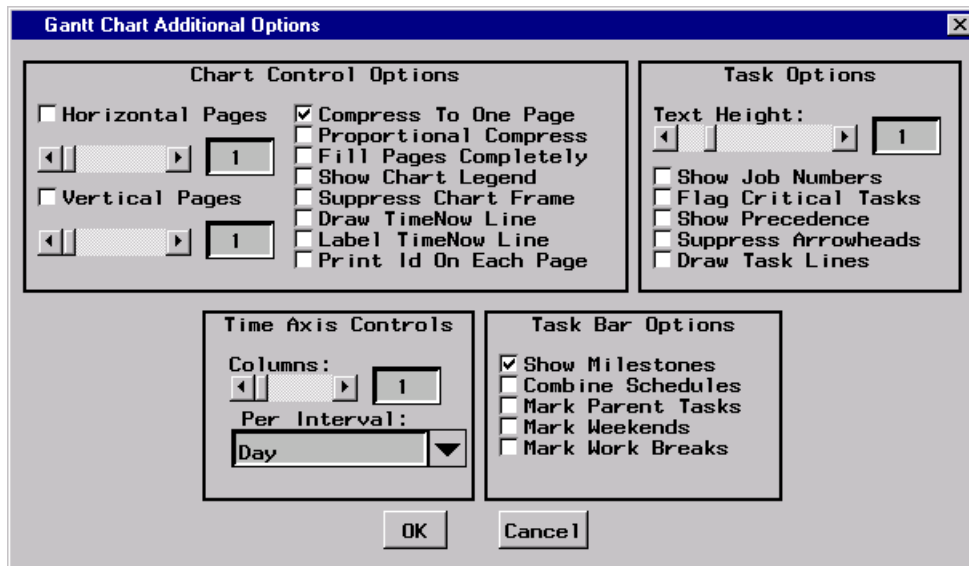 Gantt Chart Additional Options
Chart Control Options
Horizontal Pages
1
Vertical Pages
1
Compress To One Page
Proportional Compress
Fill Pages Completely
Show Chart Legend
Suppress Chart Frame
Draw TimeNow Line
Label TimeNow Line
Print Id On Each Page
Task Options
Text Height:
1
Show Job Numbers
Flag Critical Tasks
Show Precedence
Suppress Arrowheads
Draw Task Lines
Time Axis Controls
Columns:
1
Per Interval:
Day
Task Bar Options
Show Milestones
Combine Schedules
Mark Parent Tasks
Mark Weekends
Mark Work Breaks
OK
Cancel